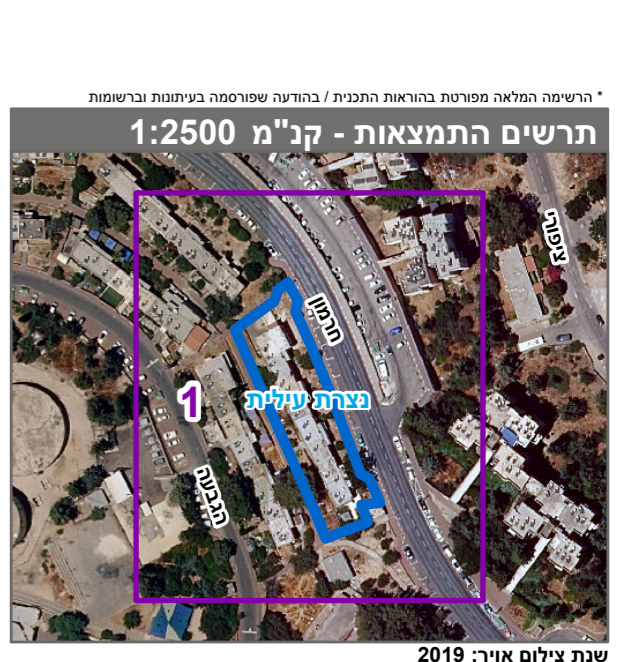 * הרשימה המלאה מפורטת בהוראות התכנית / בהודעה שפורסמה בעיתונות וברשומות
תרשים התמצאות - קנ"מ 1:2500
ציפורי
חרמון
נצרת עילית
1
הגבעה
שנת צילום אויר: 2019